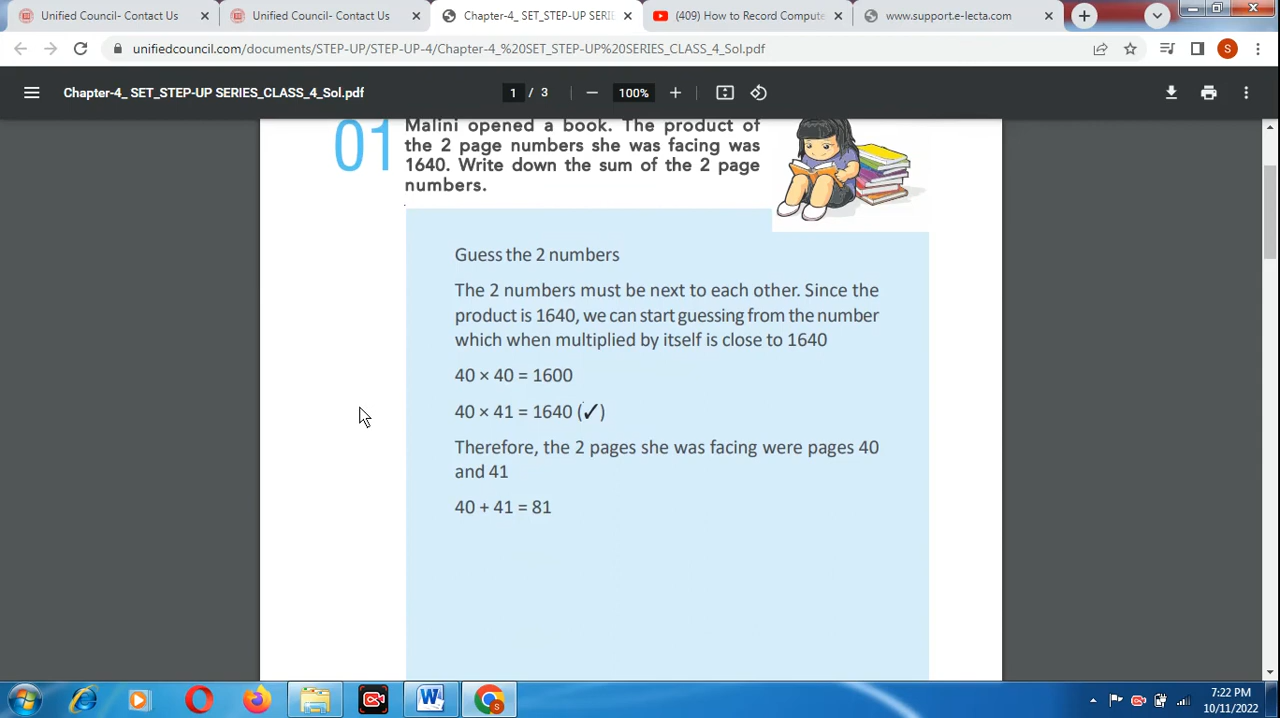 Unified Council- Contact Us
Unified Council- Contact Us
Chapter-4_ SET_STEP-UP SERIE
(409) How to Record Compute
www.support.e-lecta.com
unifiedcouncil.com/documents/STEP-UP/STEP-UP-4/Chapter-4_%20SET_STEP-UP%20SERIES_CLASS_4_Sol.pdf
S
Chapter-4_ SET_STEP-UP SERIES_CLASS_4_Sol.pdf
1 / 3
100%
01
Malini opened a book. The product of
the 2 page numbers she was facing was
1640. Write down the sum of the 2 page
numbers.
Guess the 2 numbers
The 2 numbers must be next to each other. Since the
product is 1640, we can start guessing from the number
which when multiplied by itself is close to 1640
40 × 40 = 1600
40 × 41 = 1640 (✓)
Therefore, the 2 pages she was facing were pages 40
and 41
40 + 41 = 81
7:22 PM
10/11/2022